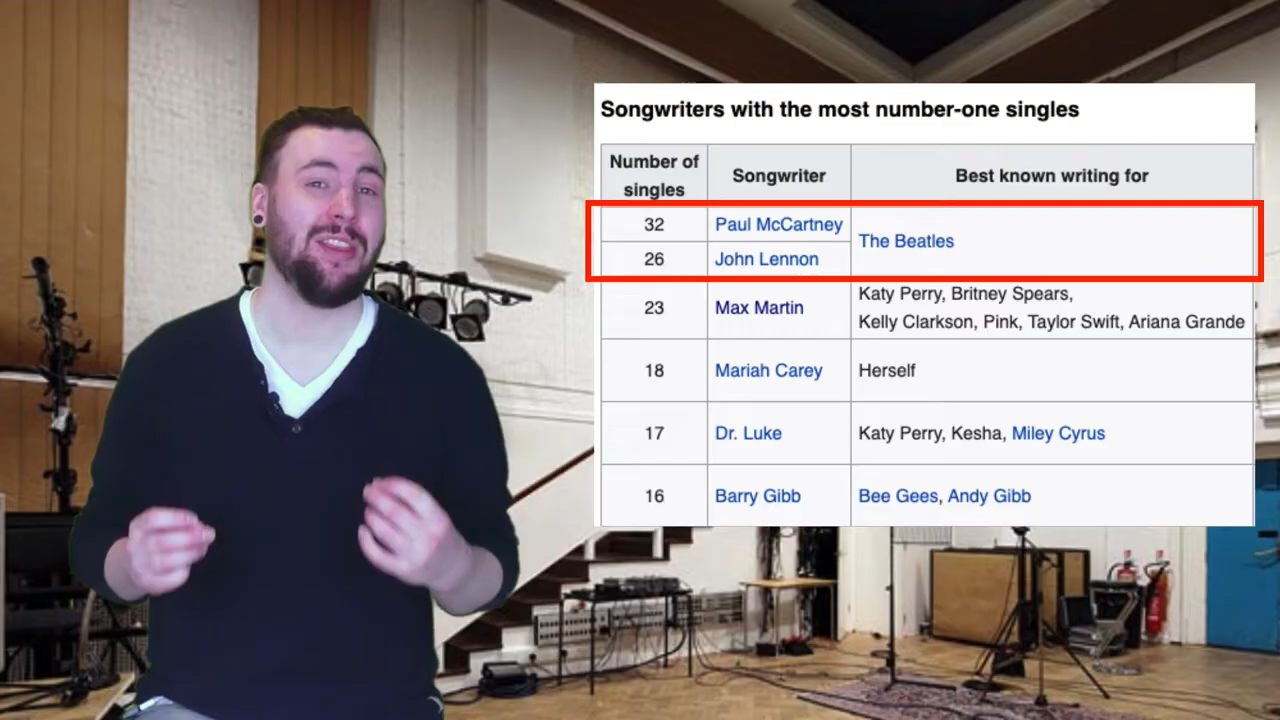 Songwriters with the most number-one singles
Number of singles Songwriter Best known writing for
32 Paul McCartney The Beatles
26 John Lennon
23 Max Martin Katy Perry, Britney Spears,
Kelly Clarkson, Pink, Taylor Swift, Ariana Grande
18 Mariah Carey Herself
17 Dr. Luke Katy Perry, Kesha, Miley Cyrus
16 Barry Gibb Bee Gees, Andy Gibb